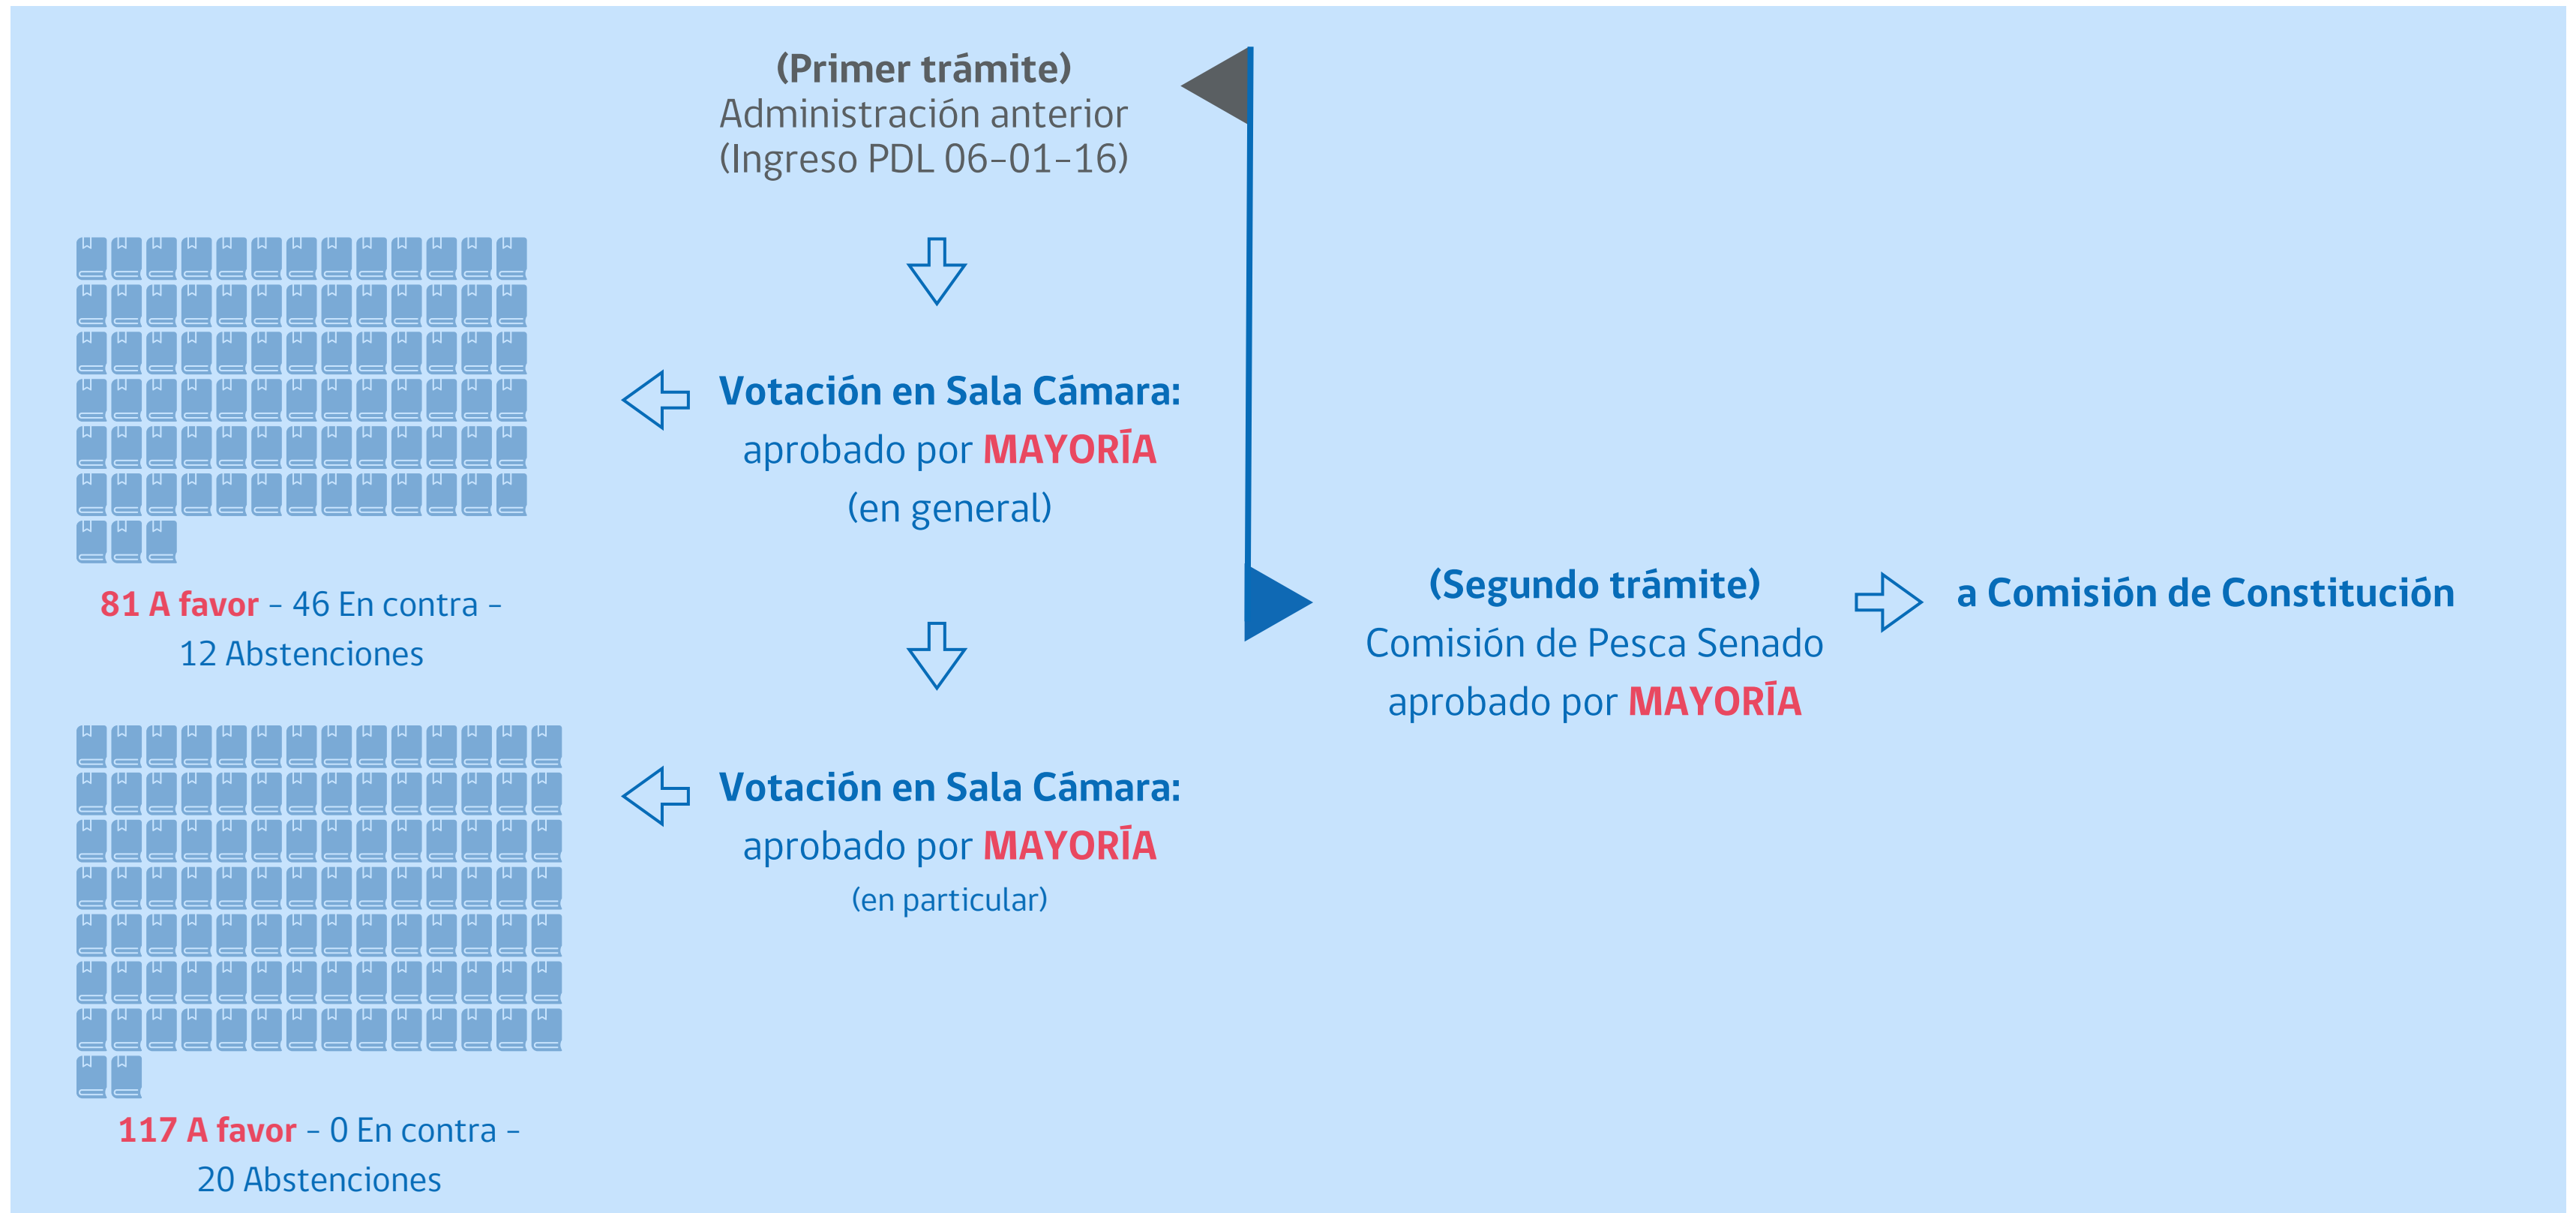 (Primer trámite)
Administración anterior
(Ingreso PDL 06-01-16)
Votación en Sala Cámara:
aprobado por MAYORÍA
(en general)
81 A favor - 46 En contra -
12 Abstenciones
Votación en Sala Cámara:
aprobado por MAYORÍA
(en particular)
117 A favor - 0 En contra -
20 Abstenciones
(Segundo trámite)
Comisión de Pesca Senado
aprobado por MAYORÍA
a Comisión de Constitución